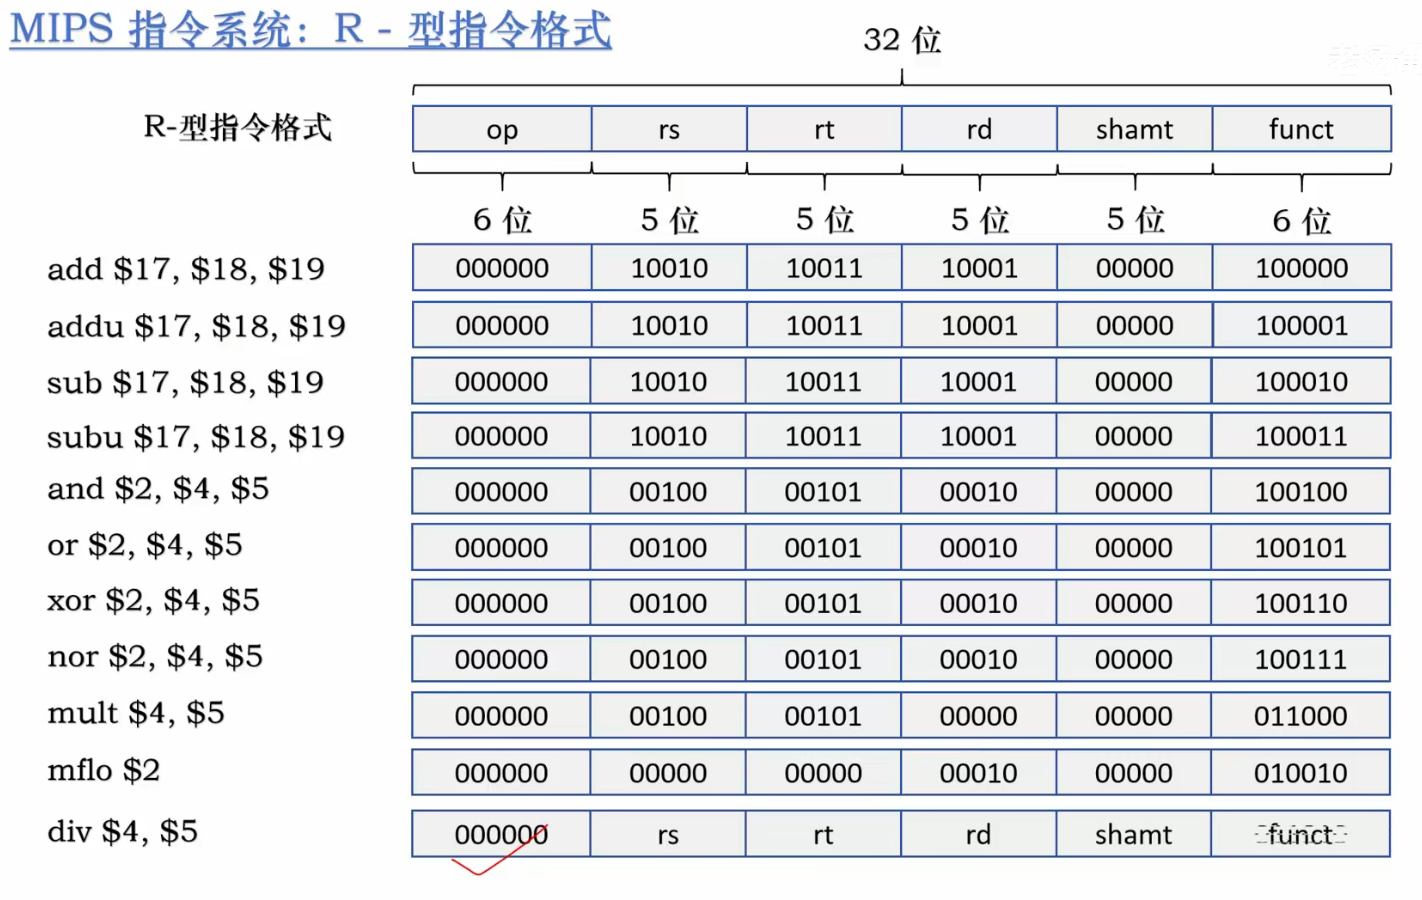 MIPS 指令系统：R - 型指令格式
32 位
R-型指令格式 op rs rt rd shamt funct
6 位 5 位 5 位 5 位 5 位 6 位
add $17, $18, $19 000000 10010 10011 10001 00000 100000
addu $17, $18, $19 000000 10010 10011 10001 00000 100001
sub $17, $18, $19 000000 10010 10011 10001 00000 100010
subu $17, $18, $19 000000 10010 10011 10001 00000 100011
and $2, $4, $5 000000 00100 00101 00010 00000 100100
or $2, $4, $5 000000 00100 00101 00010 00000 100101
xor $2, $4, $5 000000 00100 00101 00010 00000 100110
nor $2, $4, $5 000000 00100 00101 00010 00000 100111
mult $4, $5 000000 00100 00101 00000 00000 011000
mflo $2 000000 00000 00000 00010 00000 010010
div $4, $5 000000 rs rt rd shamt funct